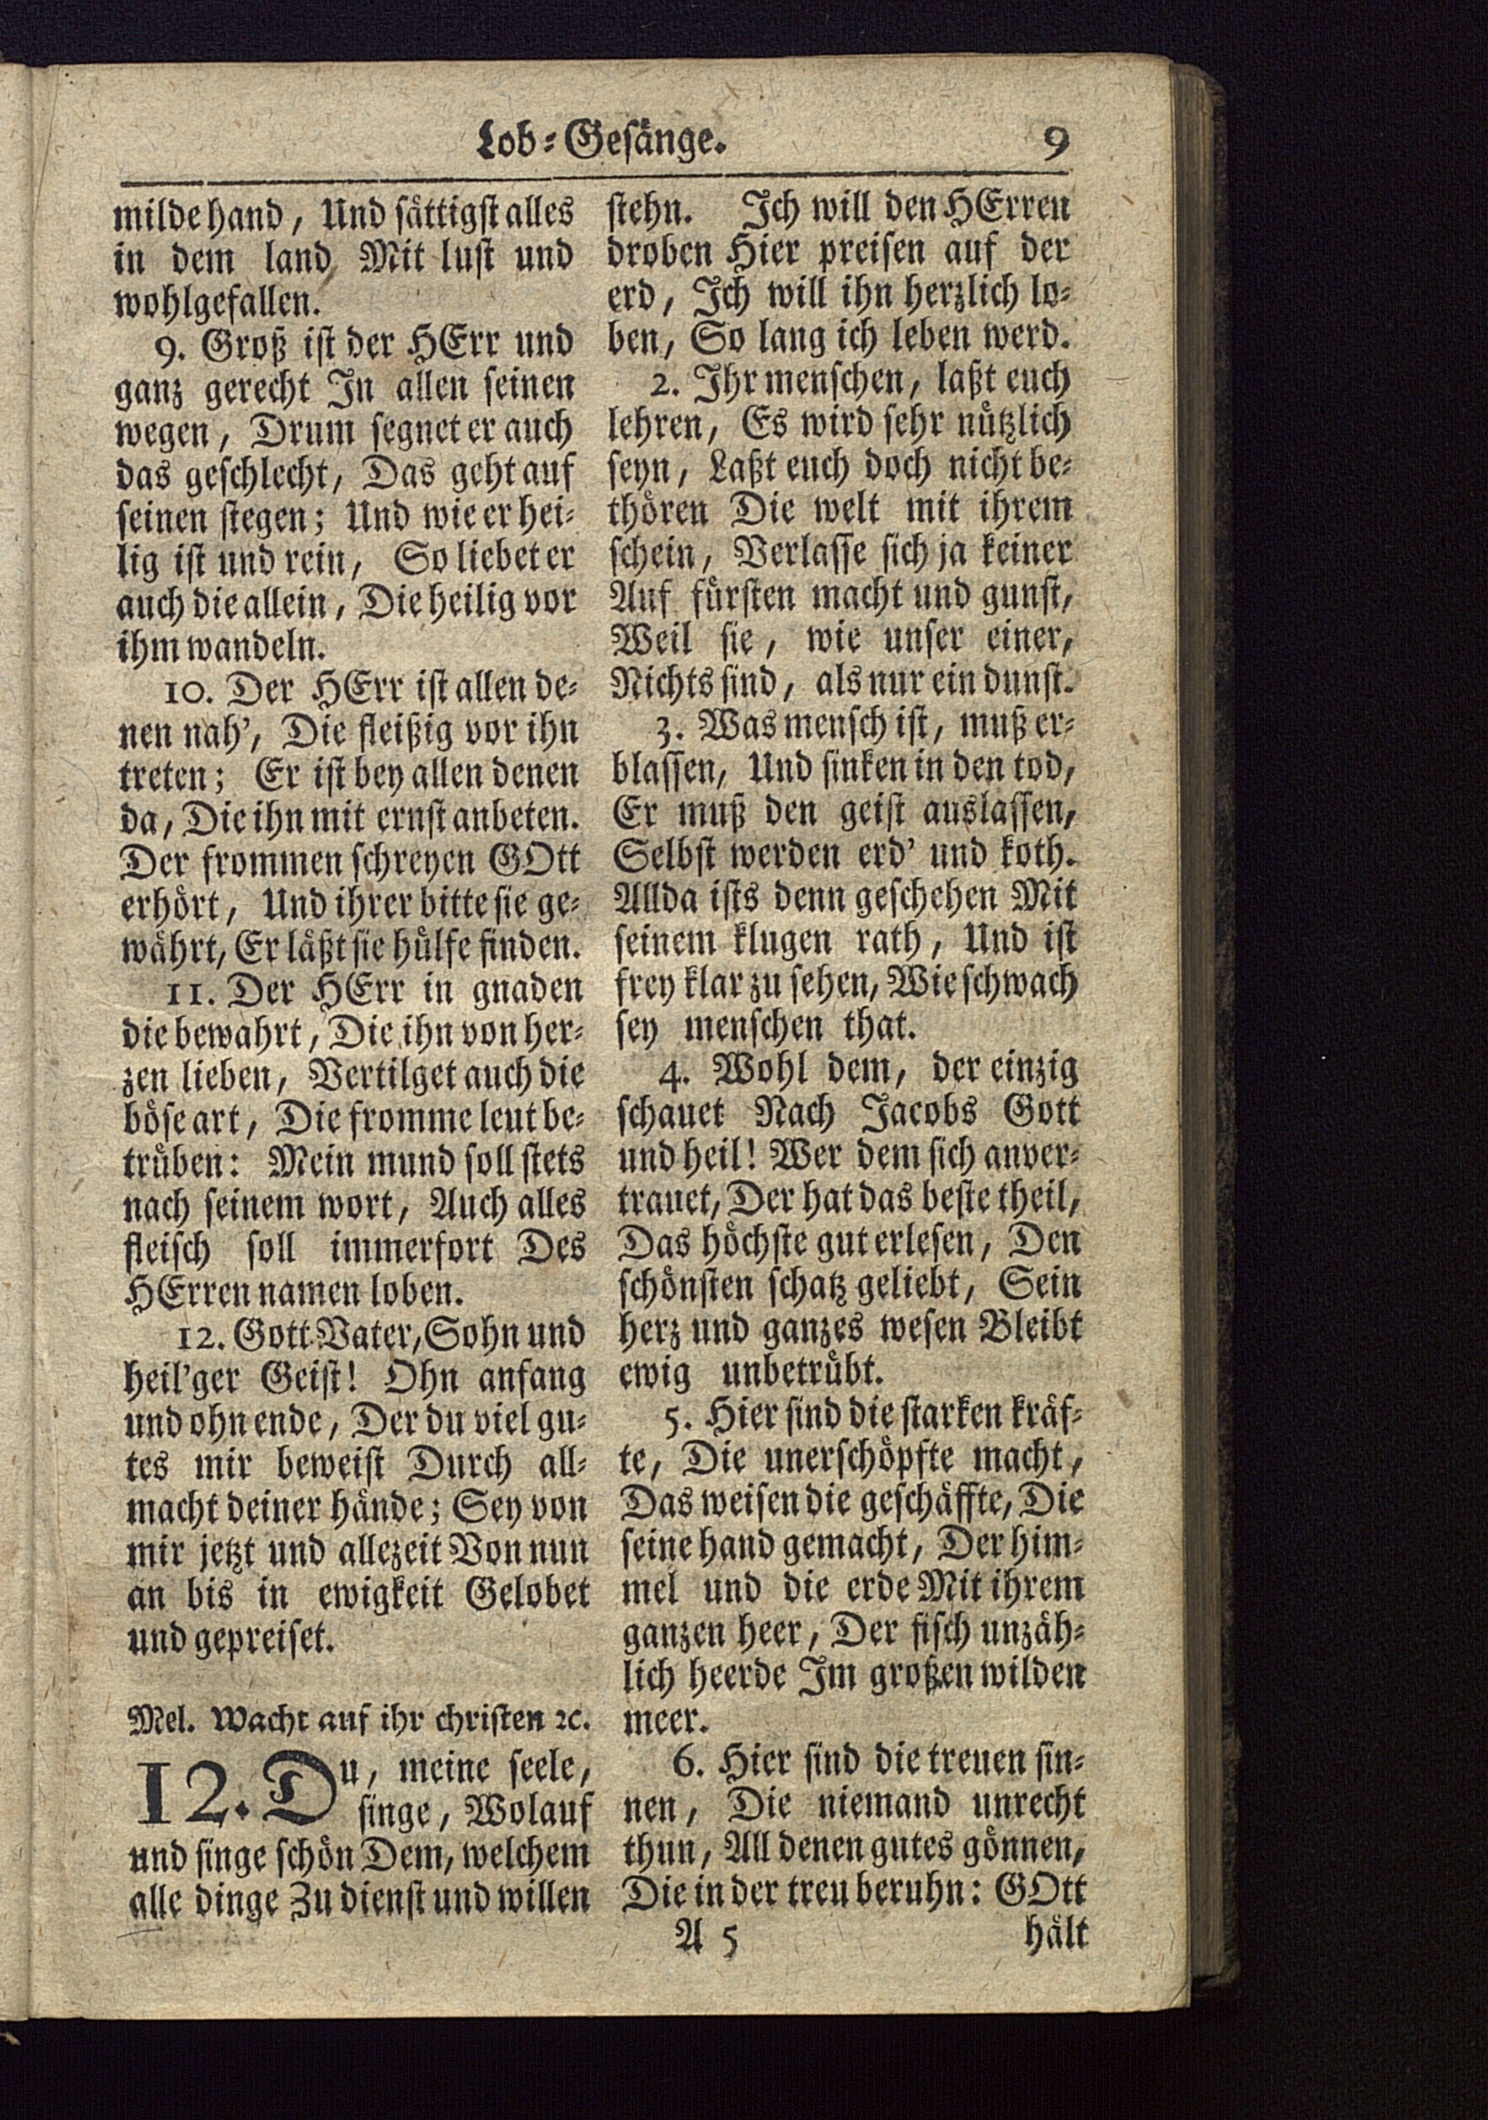 Lob-Gesänge. 9
milde hand, Und sättigst alles
in dem land, Mit lust und
wohlgefallen.
9. Groß ist der HErr und
ganz gerecht In allen seinen
wegen, Drum segnet er auch
das geschlecht, Das geht auf
seinen stegen; Und wie er hei-
lig ist und rein, So liebet er
auch die allein, Die heilig vor
ihm wandeln.
10. Der HErr ist allen de-
nen nah', Die fleißig vor ihn
treten; Er ist bey allen denen
da, Die ihn mit ernst anbeten.
Der frommen schreyen GOtt
erhört, Und ihrer bitte sie ge-
währt, Er läßt sie hülfe finden.
11. Der HErr in gnaden
die bewahrt, Die ihn von her-
zen lieben, Vertilget auch die
böse art, Die fromme leut be-
trüben: Mein mund soll stets
nach seinem wort, Auch alles
fleisch soll immerfort Des
HErren namen loben.
12. Gott Vater, Sohn und
heil'ger Geist! Ohn anfang
und ohn ende, Der du viel gu-
tes mir beweist Durch all-
macht deiner hände; Sey von
mir jetzt und allezeit Von nun
an bis in ewigkeit Gelobet
und gepreiset.
Mel. Wacht auf ihr christen ꝛc.
12. Du, meine seele,
singe, Wolauf
und singe schön Dem, welchem
alle dinge Zu dienst und willen
stehn. Ich will den HErren
droben Hier preisen auf der
erd, Ich will ihn herzlich lo-
ben, So lang ich leben werd.
2. Ihr menschen, laßt euch
lehren, Es wird sehr nützlich
seyn, Laßt euch doch nicht be-
thören Die welt mit ihrem
schein, Verlasse sich ja keiner
Auf fürsten macht und gunst,
Weil sie, wie unser einer,
Nichts sind, als nur ein dunst.
3. Was mensch ist, muß er-
blassen, Und sinken in den tod,
Er muß den geist auslassen,
Selbst werden erd' und koth.
Allda ists denn geschehen Mit
seinem klugen rath, Und ist
frey klar zu sehen, Wie schwach
sey menschen that.
4. Wohl dem, der einzig
schauet Nach Jacobs Gott
und heil! Wer dem sich anver-
trauet, Der hat das beste theil,
Das höchste gut erlesen, Den
schönsten schatz geliebt, Sein
herz und ganzes wesen Bleibt
ewig unbetrübt.
5. Hier sind die starken kräf-
te, Die unerschöpfte macht,
Das weisen die geschäffte, Die
seine hand gemacht, Der him-
mel und die erde Mit ihrem
ganzen heer, Der fisch unzäh-
lich heerde Im großen wilden
meer.
6. Hier sind die treuen sin-
nen, Die niemand unrecht
thun, All denen gutes gönnen,
Die in der treu beruhn: GOtt
A 5 hält